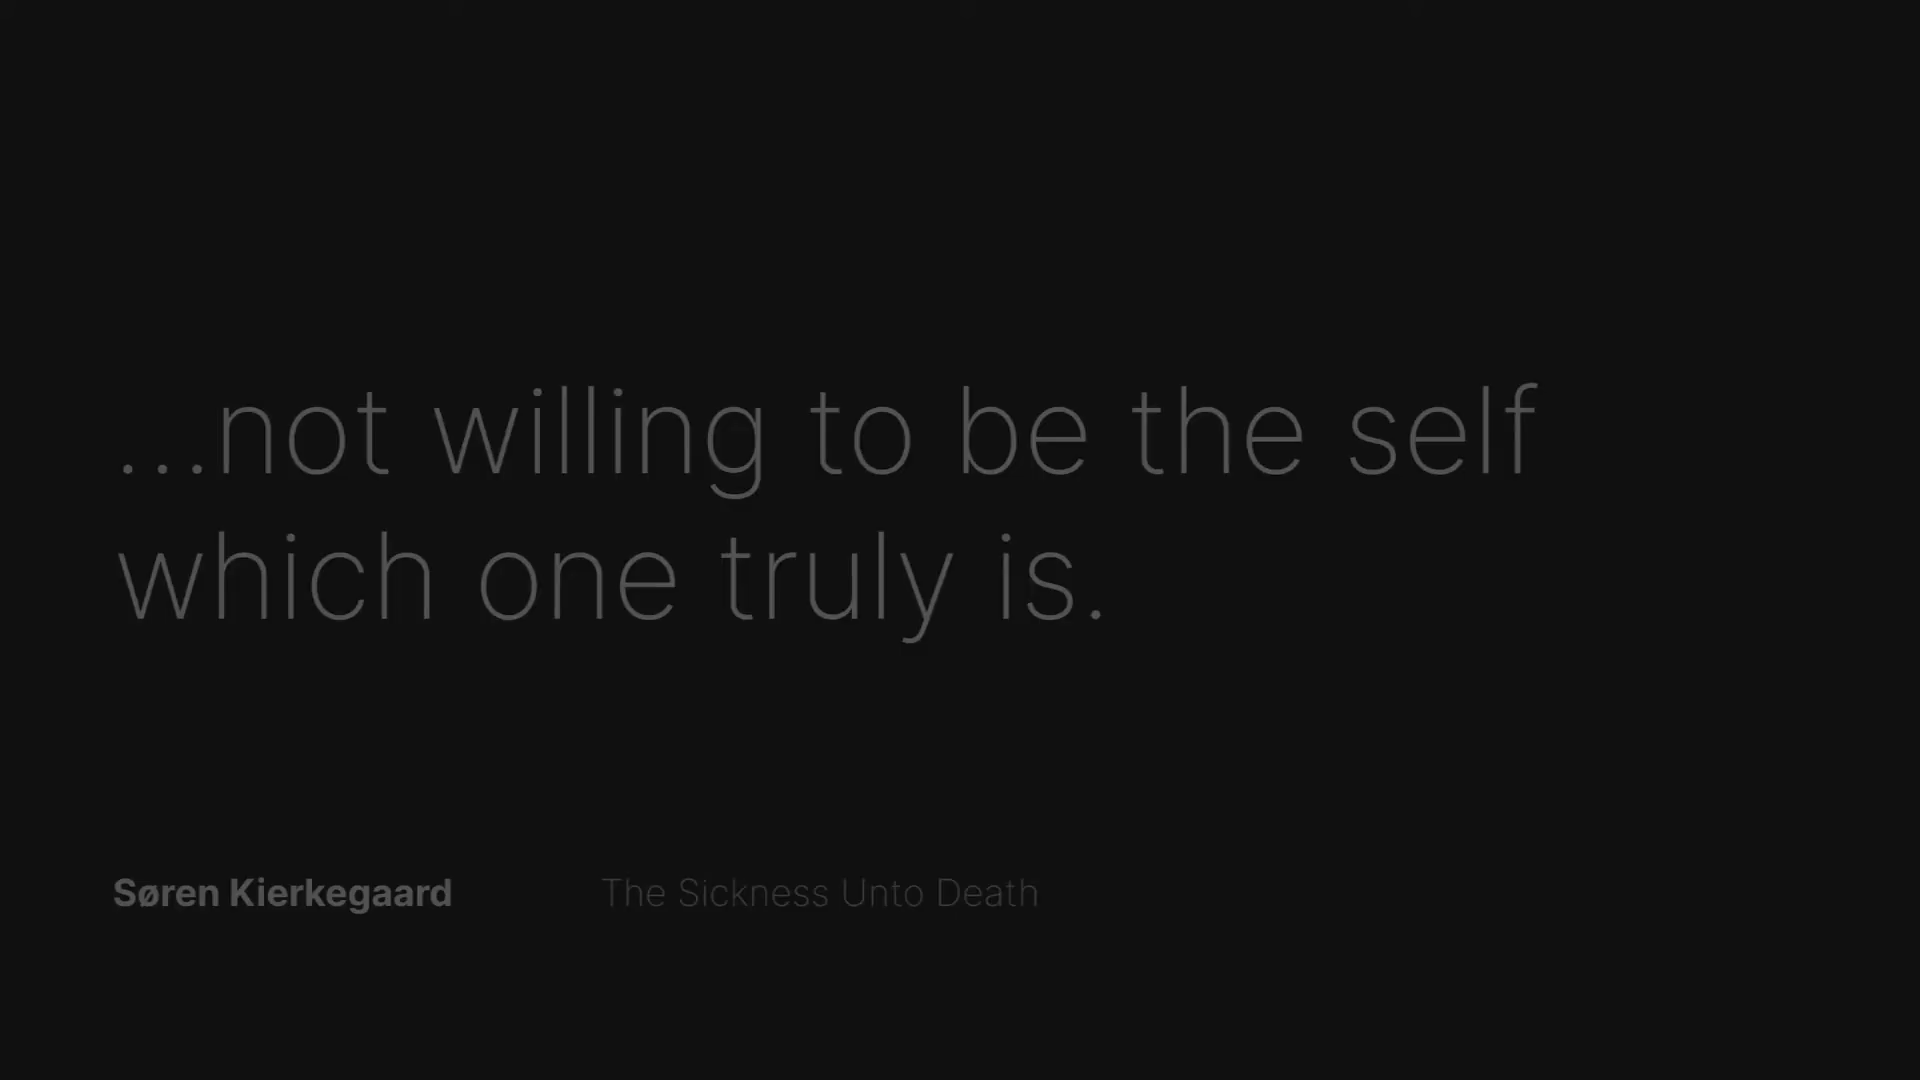 ...not willing to be the self
which one truly is.
Søren Kierkegaard The Sickness Unto Death